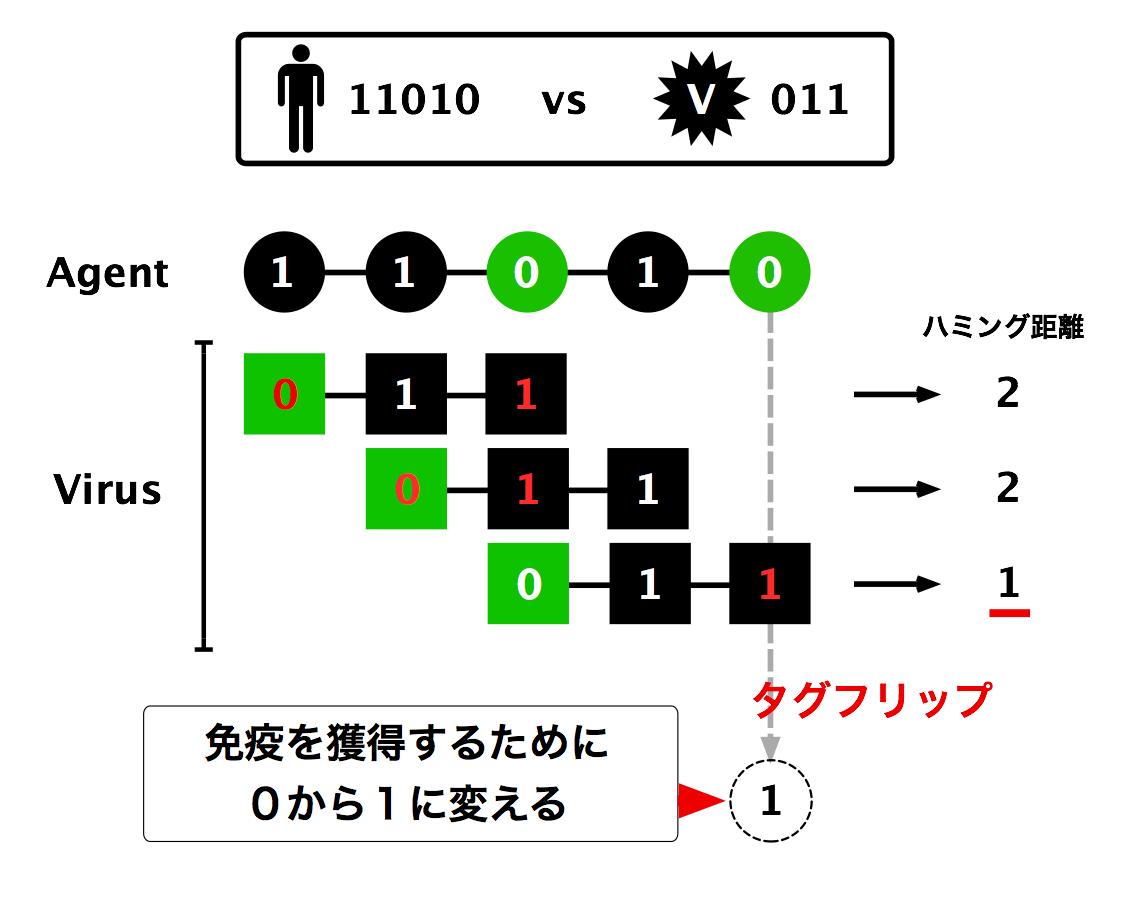 11010 vs V 011
Agent 1 1 0 1 0
ハミング距離
0 1 1 2
Virus
0 1 1 2
0 1 1 1
タグフリップ
免疫を獲得するために
０から１に変える
1